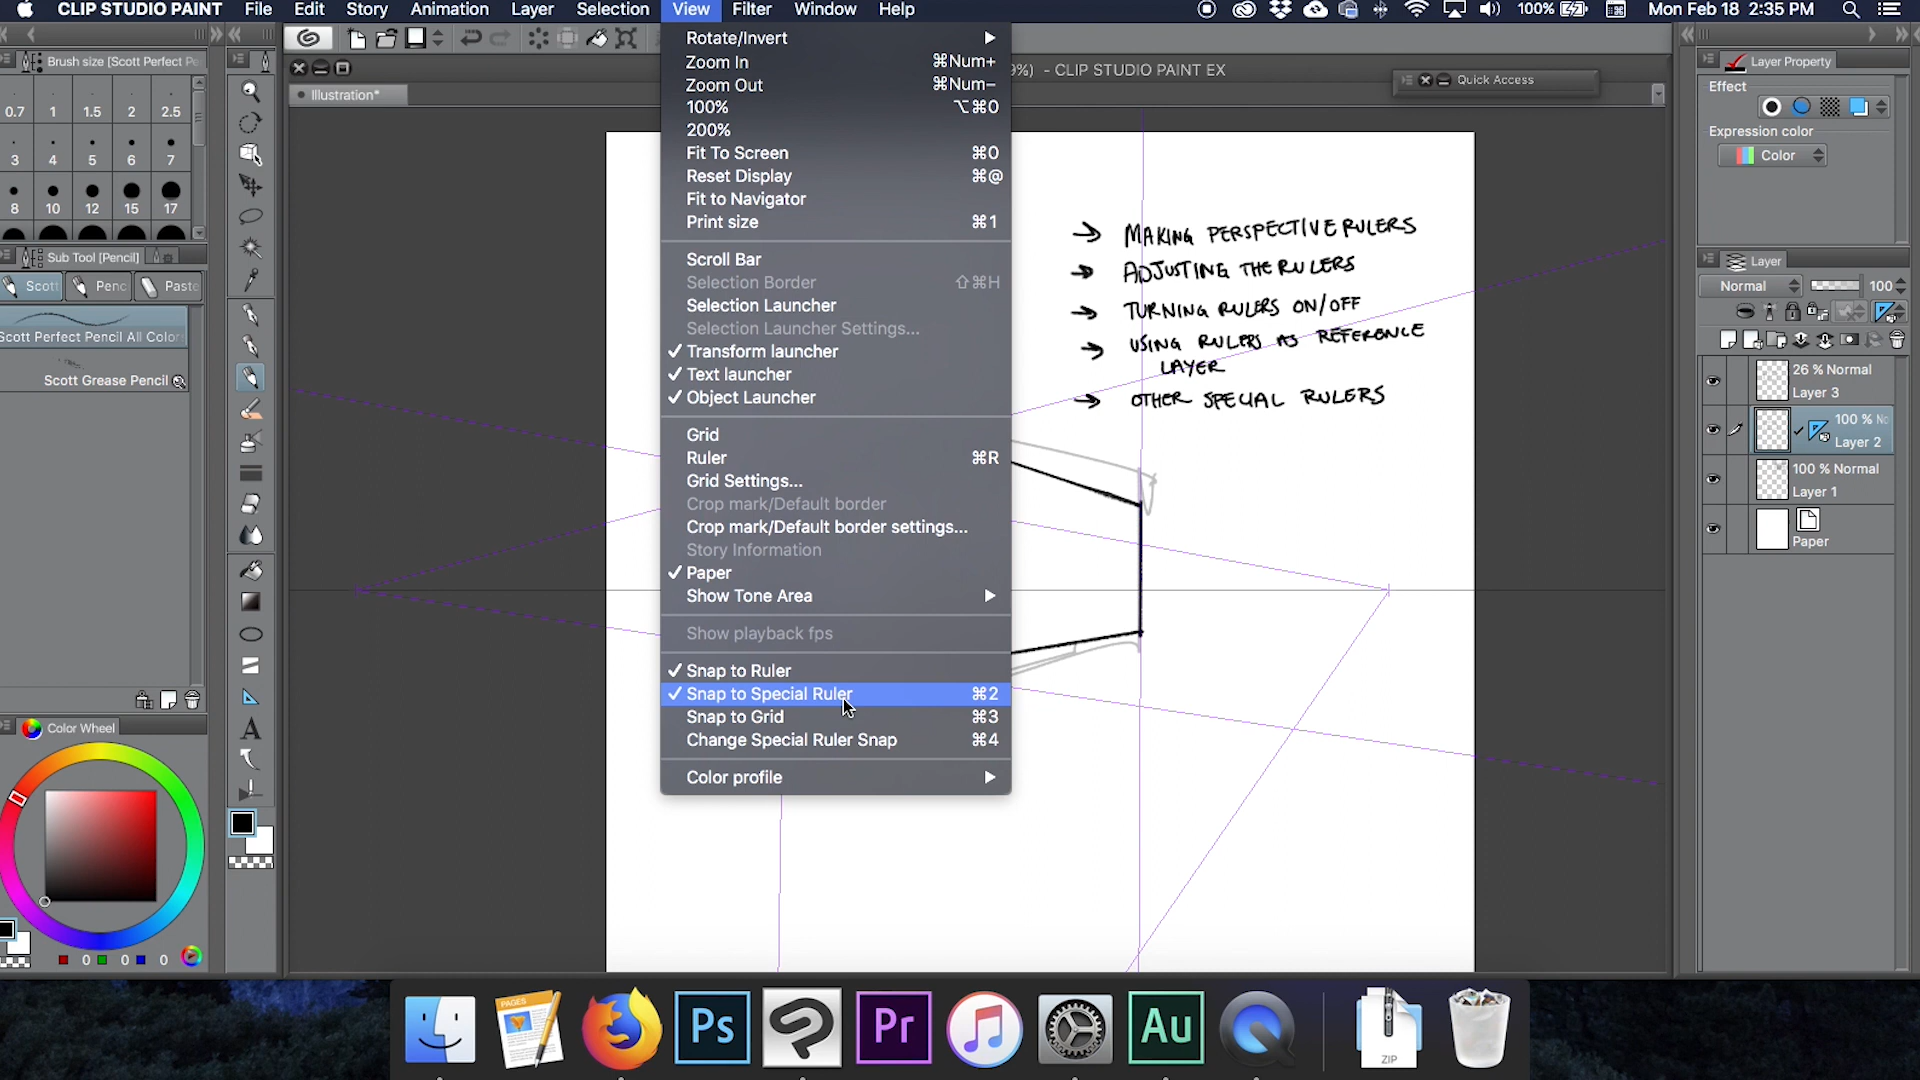 CLIP STUDIO PAINT File Edit Story Animation Layer Selection View Filter Window Help 100% Mon Feb 18 2:35 PM
Brush size [Scott Perfect Pe
0.7 1 1.5 2 2.5
3 4 5 6 7
8 10 12 15 17
Sub Tool [Pencil]
Scott Penc Paste
Scott Perfect Pencil All Color
Scott Grease Pencil
Color Wheel
0 0 0
Illustration*
9%) - CLIP STUDIO PAINT EX
Quick Access
Rotate/Invert
Zoom In ⌘Num+
Zoom Out ⌘Num−
100% ⌥⌘0
200%
Fit To Screen ⌘0
Reset Display ⌘@
Fit to Navigator
Print size ⌘1
Scroll Bar
Selection Border ⇧⌘H
Selection Launcher
Selection Launcher Settings...
✓ Transform launcher
✓ Text launcher
✓ Object Launcher
Grid
Ruler ⌘R
Grid Settings...
Crop mark/Default border
Crop mark/Default border settings...
Story Information
✓ Paper
Show Tone Area
Show playback fps
✓ Snap to Ruler
✓ Snap to Special Ruler ⌘2
Snap to Grid ⌘3
Change Special Ruler Snap ⌘4
Color profile
→ MAKING PERSPECTIVE RULERS
→ ADJUSTING THE RULERS
→ TURNING RULERS ON/OFF
→ USING RULERS AS REFERENCE
LAYER
→ OTHER SPECIAL RULERS
Layer Property
Effect
Expression color
Color
Layer
Normal 100
26 % Normal
Layer 3
100 % No
Layer 2
100 % Normal
Layer 1
Paper
PAGES
Ps
Pr
Au
ZIP